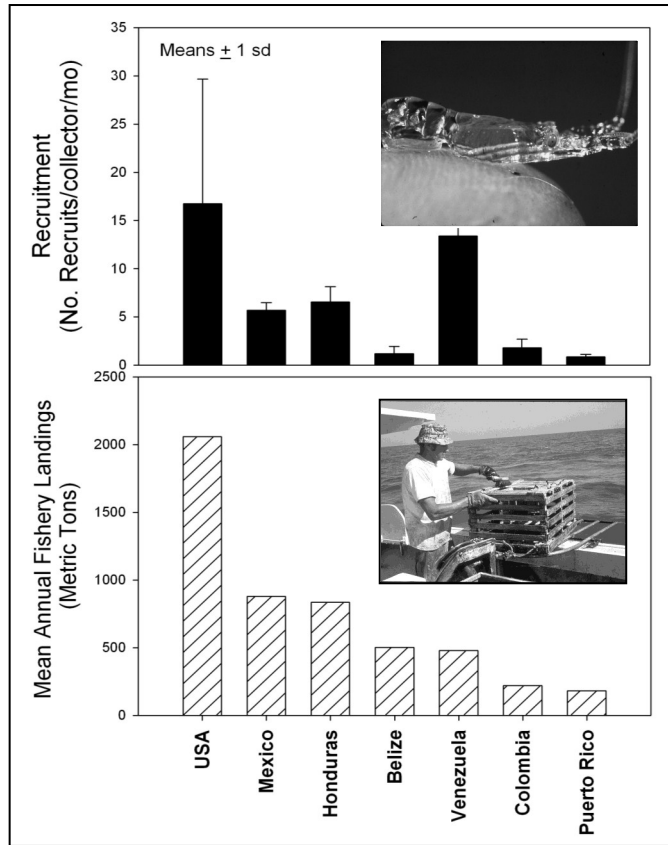 Means ± 1 sd
Recruitment
(No. Recruits/collector/mo)
35
30
25
20
15
10
5
0
Mean Annual Fishery Landings
(Metric Tons)
2500
2000
1500
1000
500
0
USA
Mexico
Honduras
Belize
Venezuela
Colombia
Puerto Rico